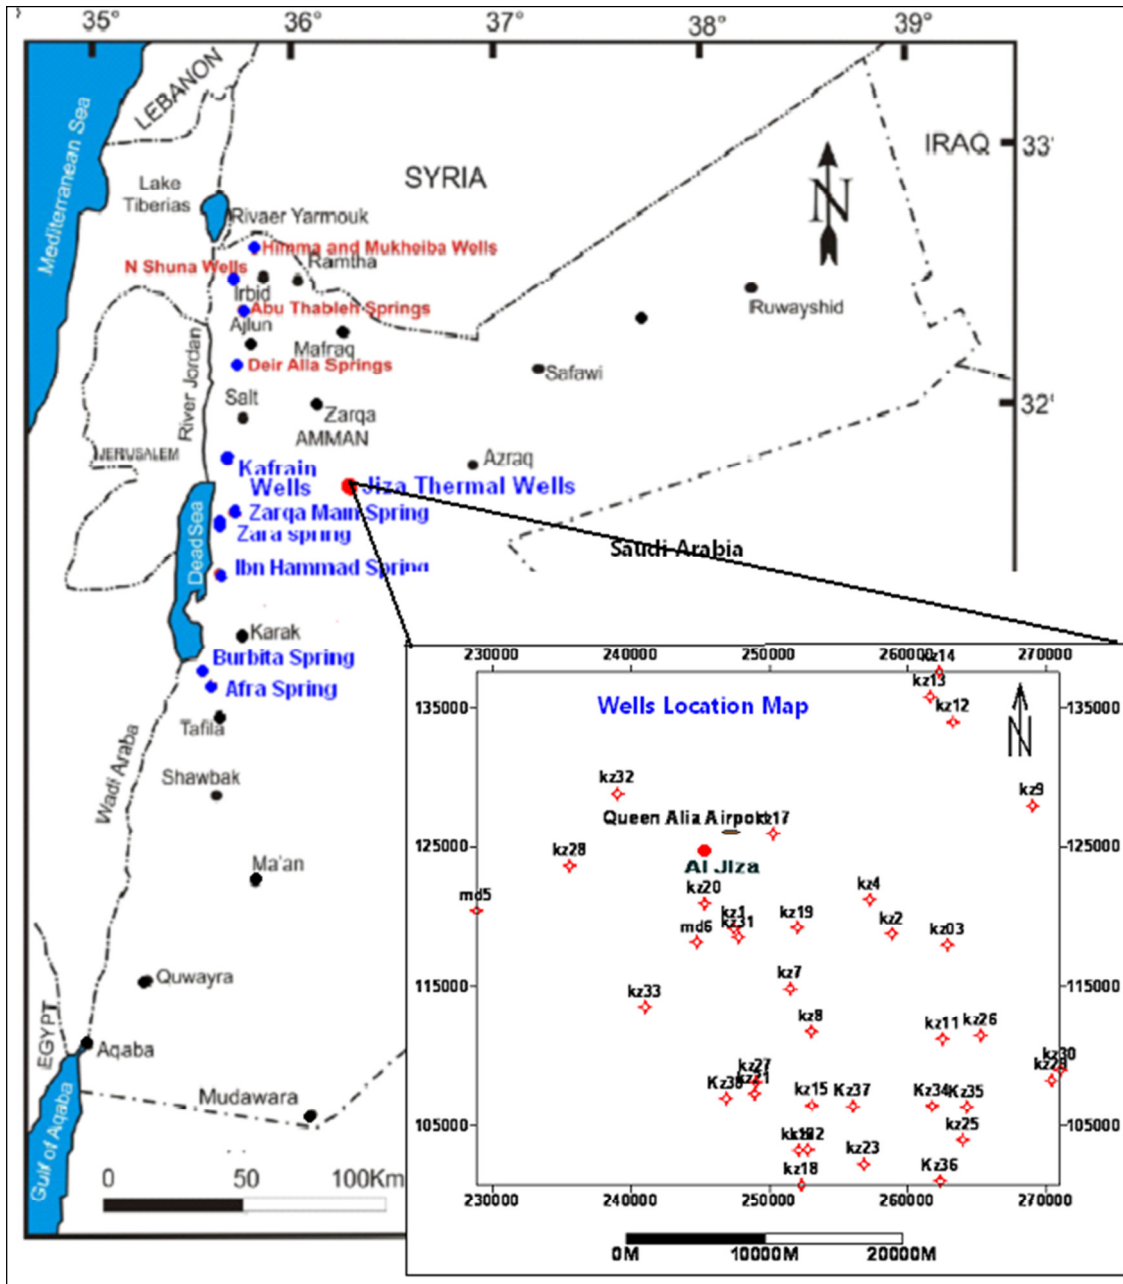 35°
36°
37°
38°
39°
LEBANON
Mediterranean Sea
SYRIA
IRAQ
33'
Lake
Tiberias
N
Rivaer Yarmouk
Himma and Mukheiba Wells
N Shuna Wells
Ramtha
Irbid
Ruwayshid
Abu Thableh Springs
Ajlun
Mafraq
Deir Alla Springs
Safawi
River Jordan
Salt
32'
Zarqa
AMMAN
JERUSALEM
Azraq
Kafrain
Wells
Jiza Thermal Wells
Zarqa Main Spring
Zara spring
Dead Sea
Saudi Arabia
Ibn Hammad Spring
Karak
Burbita Spring
Afra Spring
Tafila
Wadi Araba
Shawbak
Ma'an
Quwayra
EGYPT
Aqaba
Mudawara
Gulf of Aqaba
0 50 100Km
230000 240000 250000 260000 270000
Wells Location Map
N
kz14
kz13
kz12
135000 135000
kz32
kz9
Queen Alia Airport
kz17
125000 125000
kz28
Al Jiza
md5
kz20
kz4
kz1
kz31
kz19
kz2
md6
kz03
115000 115000
kz7
kz33
kz8
kz11
kz26
kz30
kz29
kz27
kz21
Kz38
kz15
Kz37
Kz34
Kz35
105000 105000
kz25
kz23
kz18
Kz36
230000 240000 250000 260000 270000
0M 10000M 20000M